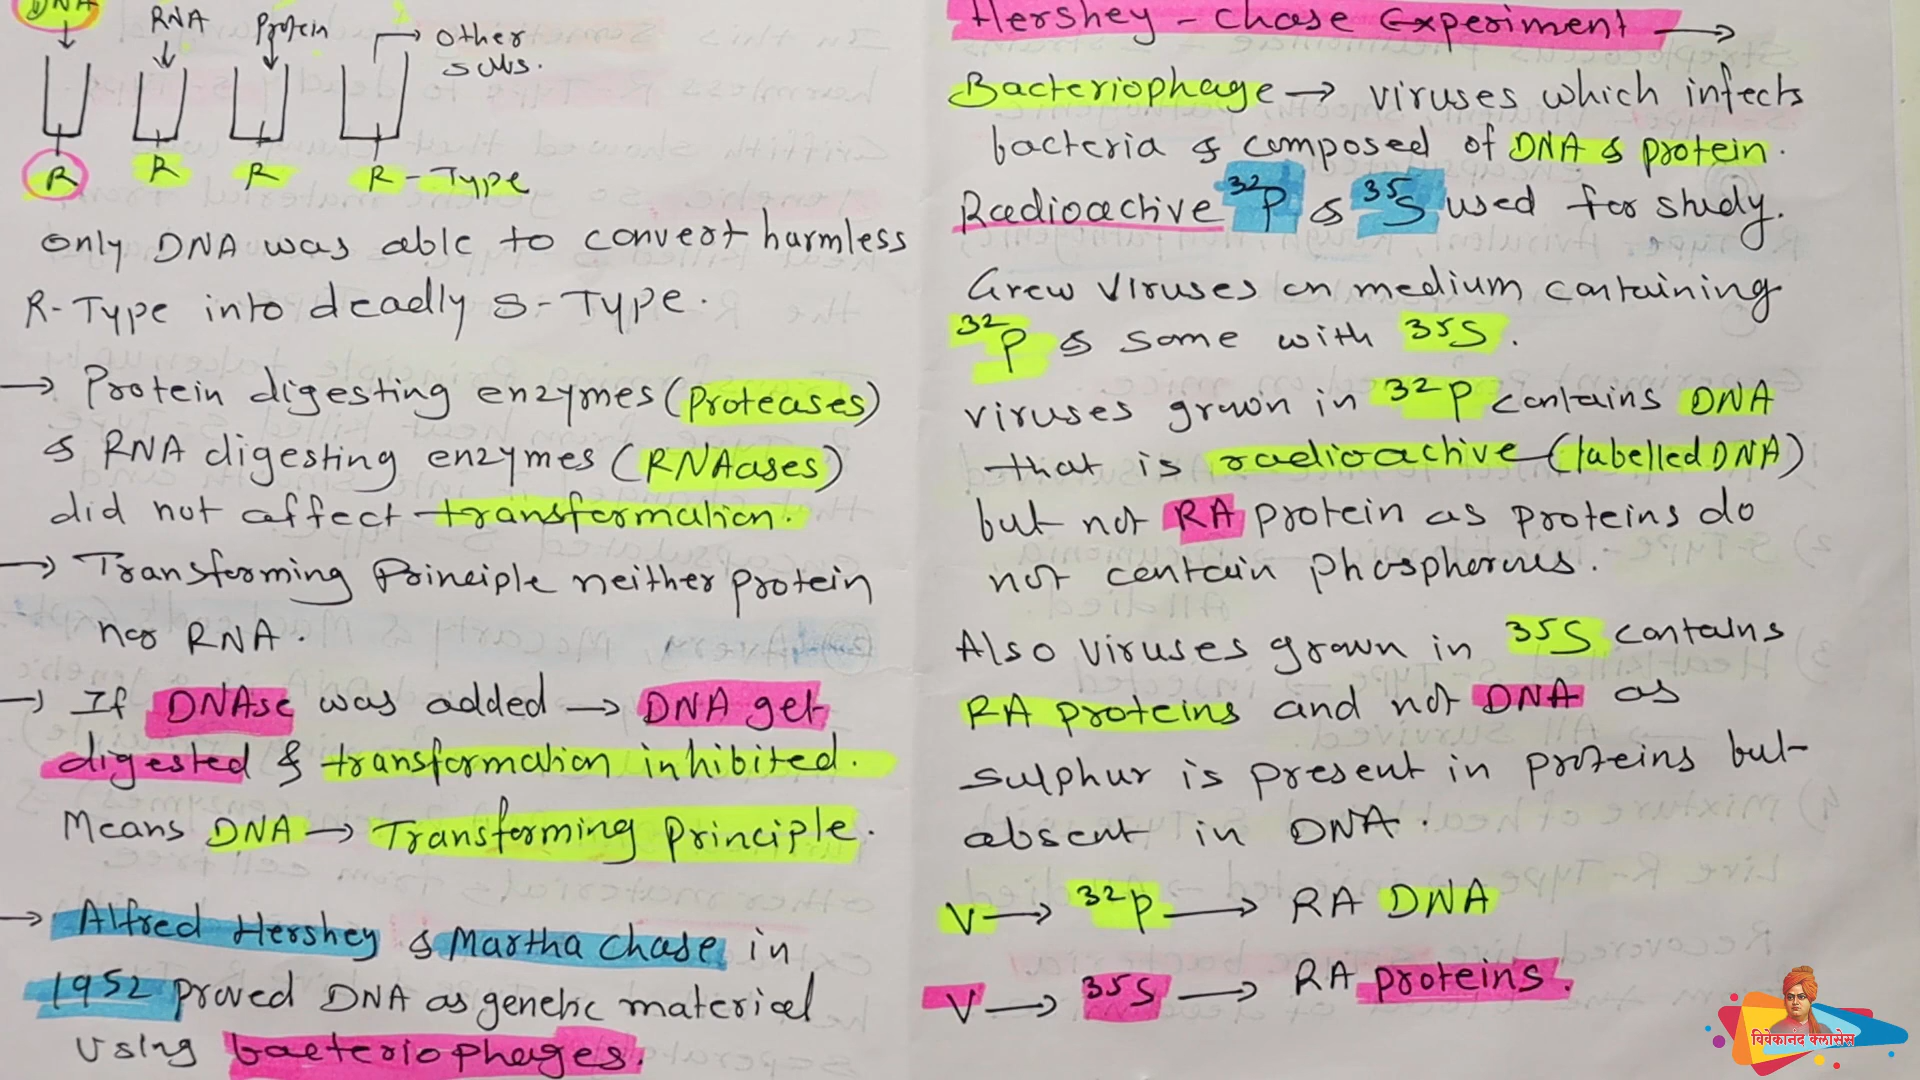 DNA
RNA
Protein
Other
subs.
R
R
R
R - Type
only DNA was able to convert harmless
R-Type into deadly S-Type.
→ Protein digesting enzymes (Proteases)
& RNA digesting enzymes (RNAases)
did not affect transformation.
→ Transforming Principle neither protein
nor RNA.
→ If DNAse was added → DNA get
digested & transformation inhibited.
Means DNA → Transforming Principle.
→ Alfred Hershey & Martha Chase in
1952 proved DNA as genetic material
using bacteriophages.
Hershey - Chase Experiment →
Bacteriophage → viruses which infects
bacteria & composed of DNA & protein.
Radioactive 32P & 35S used for study.
Grew viruses on medium containing
32P & some with 35S.
viruses grown in 32P contains DNA
that is radioactive (labelled DNA)
but not RA protein as proteins do
not contain phosphorous.
Also viruses grown in 35S contains
RA proteins and not DNA as
sulphur is present in proteins but
absent in DNA.
V → 32P → RA DNA
V → 35S → RA proteins.
विवेकानंद क्लासेस